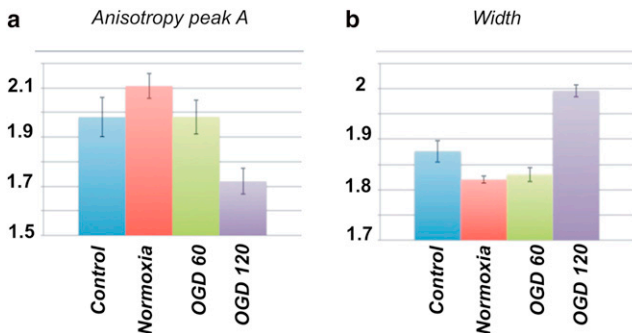 a
Anisotropy peak A
2.1
1.9
1.7
1.5
Control
Normoxia
OGD 60
OGD 120
b
Width
2
1.9
1.8
1.7
Control
Normoxia
OGD 60
OGD 120